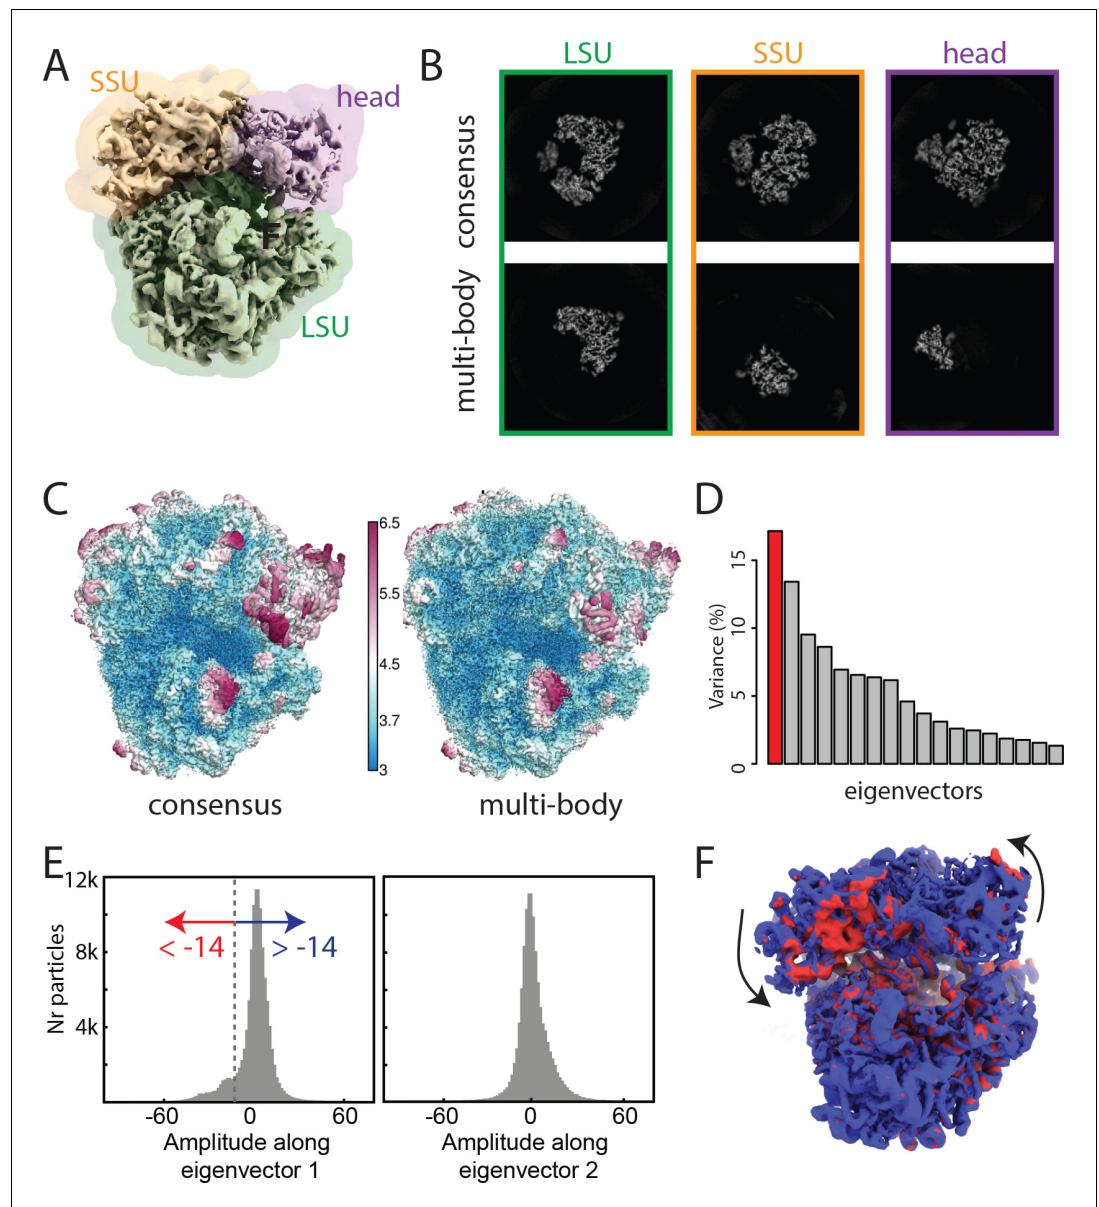 A
SSU
head
F
LSU
B
LSU
SSU
head
consensus
multi-body
C
6.5
5.5
4.5
3.7
3
consensus
multi-body
D
Variance (%)
15
10
5
0
eigenvectors
E
12k
8k
4k
Nr particles
< -14
> -14
-60
0
60
Amplitude along
eigenvector 1
-60
0
60
Amplitude along
eigenvector 2
F